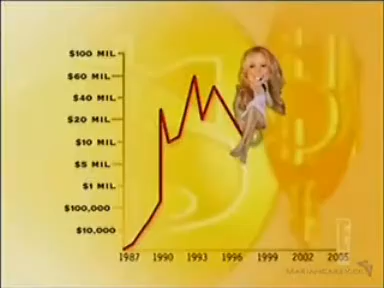 $100 MIL
$60 MIL
$40 MIL
$20 MIL
$10 MIL
$5 MIL
$1 MIL
$100,000
$10,000
1987 1990 1993 1996 1999 2002 2005
E